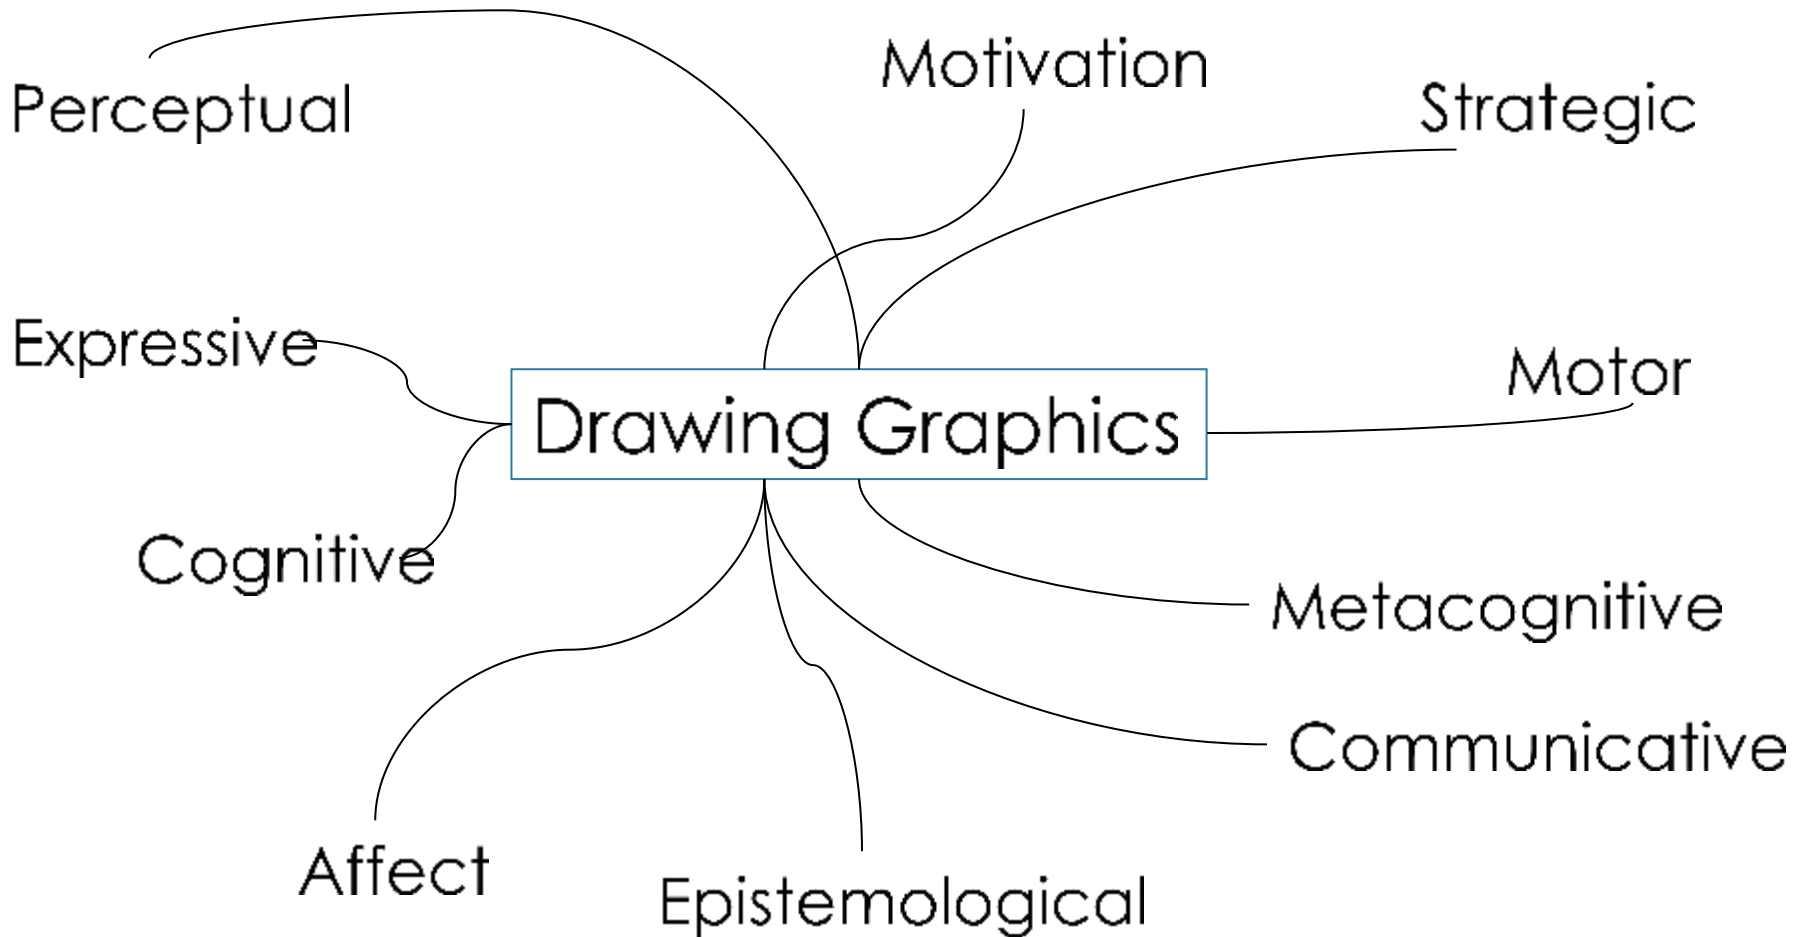 Motivation
Perceptual
Strategic
Expressive
Motor
Drawing Graphics
Cognitive
Metacognitive
Communicative
Affect
Epistemological